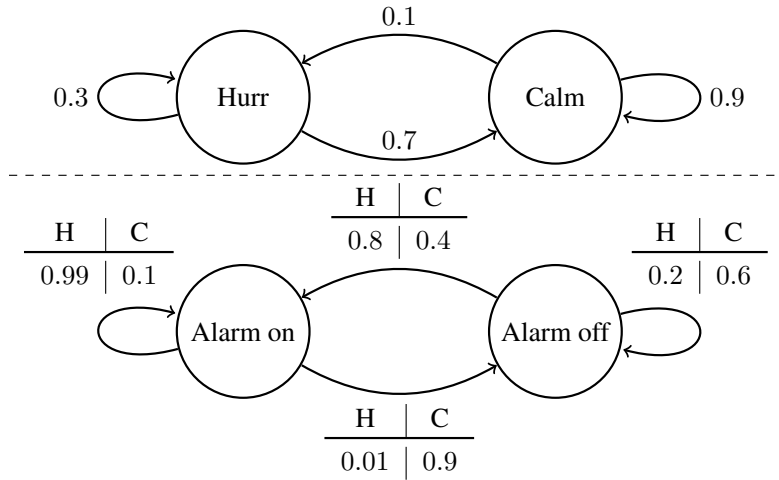 0.1
0.3 Hurr Calm 0.9
0.7
H C
0.8 0.4
H C
0.99 0.1
H C
0.2 0.6
Alarm on Alarm off
H C
0.01 0.9